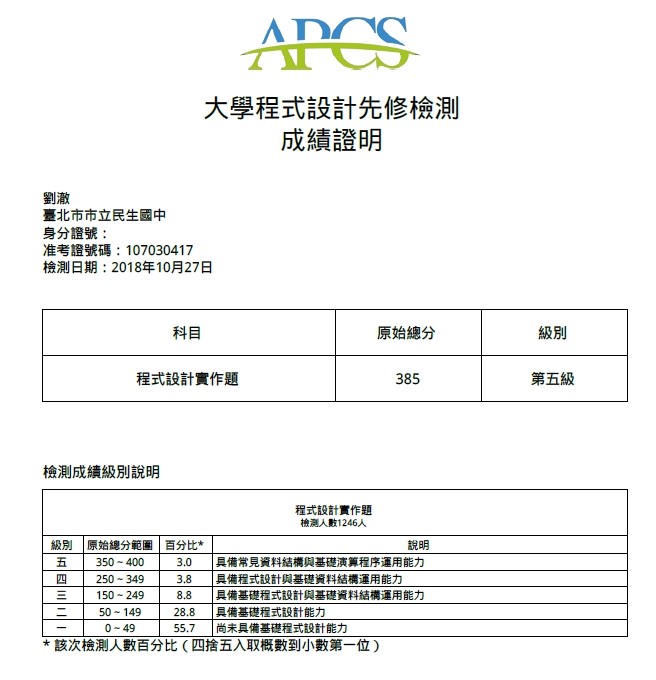 APCS
大學程式設計先修檢測
成績證明
劉澈
臺北市市立民生國中
身分證號：
准考證號碼：107030417
檢測日期：2018年10月27日
科目 原始總分 級別
程式設計實作題 385 第五級
檢測成績級別說明
程式設計實作題
檢測人數1246人
級別 原始總分範圍 百分比* 說明
五 350 ~ 400 3.0 具備常見資料結構與基礎演算程序運用能力
四 250 ~ 349 3.8 具備程式設計與基礎資料結構運用能力
三 150 ~ 249 8.8 具備基礎程式設計與基礎資料結構運用能力
二 50 ~ 149 28.8 具備基礎程式設計能力
一 0 ~ 49 55.7 尚未具備基礎程式設計能力
* 該次檢測人數百分比（四捨五入取概數到小數第一位）